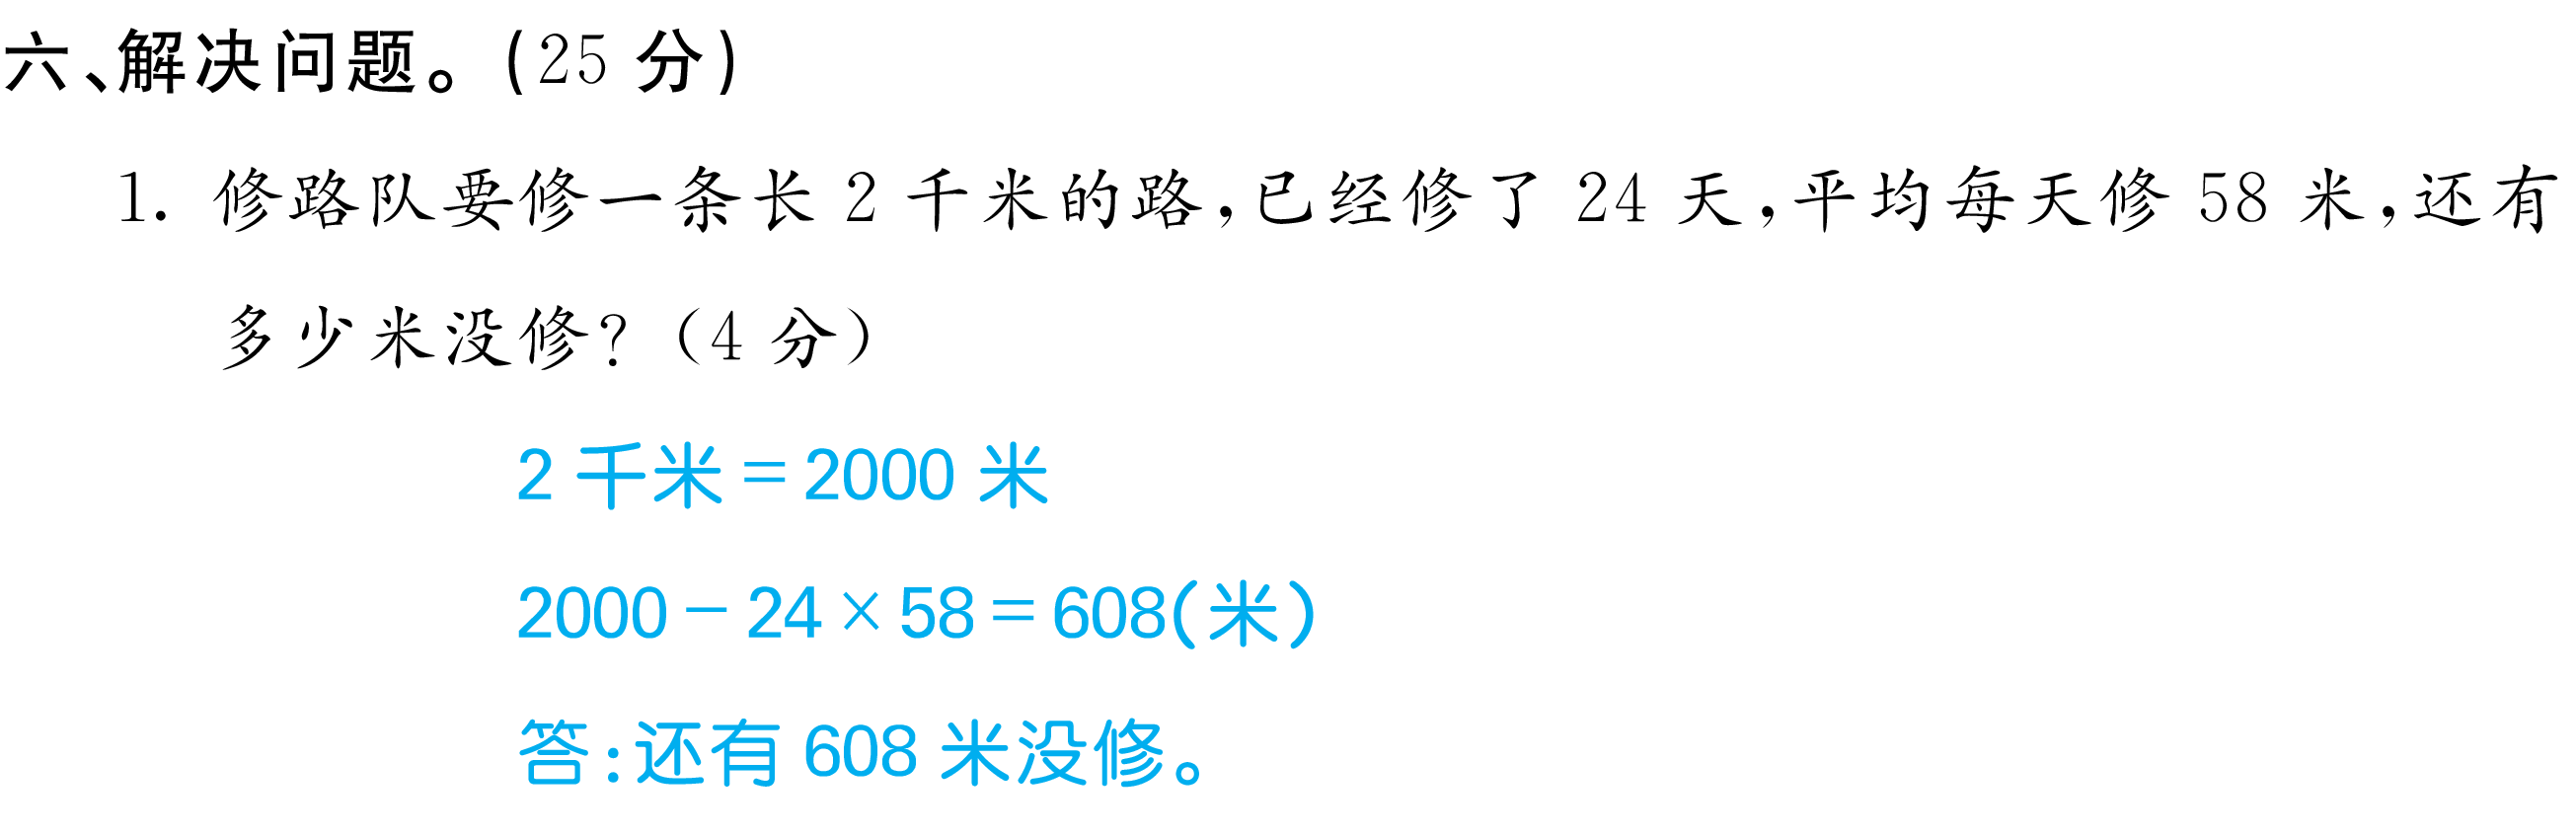 六、解决问题。(25 分)
1. 修路队要修一条长 2 千米的路,已经修了 24 天,平均每天修 58 米,还有
多少米没修?(4 分)
2 千米=2000 米
2000-24×58=608(米)
答:还有 608 米没修。